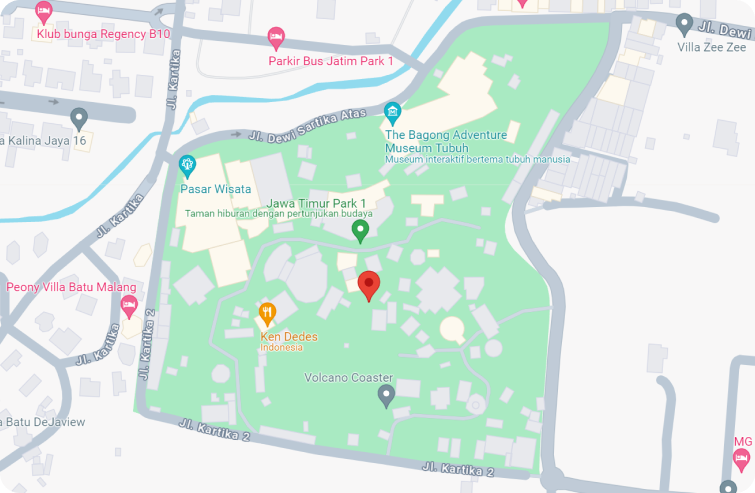 Klub bunga Regency B10
Parkir Bus Jatim Park 1
Jl. Dewi
Villa Zee Zee
Jl. Kartika
a Kalina Jaya 16
Jl. Dewi Sartika Atas
The Bagong Adventure
Museum Tubuh
Museum interaktif bertema tubuh manusia
Pasar Wisata
Jawa Timur Park 1
Taman hiburan dengan pertunjukan budaya
Jl. Kartika
Peony Villa Batu Malang
Jl. Kartika 2
Jl. Kartika
Ken Dedes
Indonesia
Volcano Coaster
a Batu DeJaview
Jl. Kartika 2
Jl. Kartika 2
MG